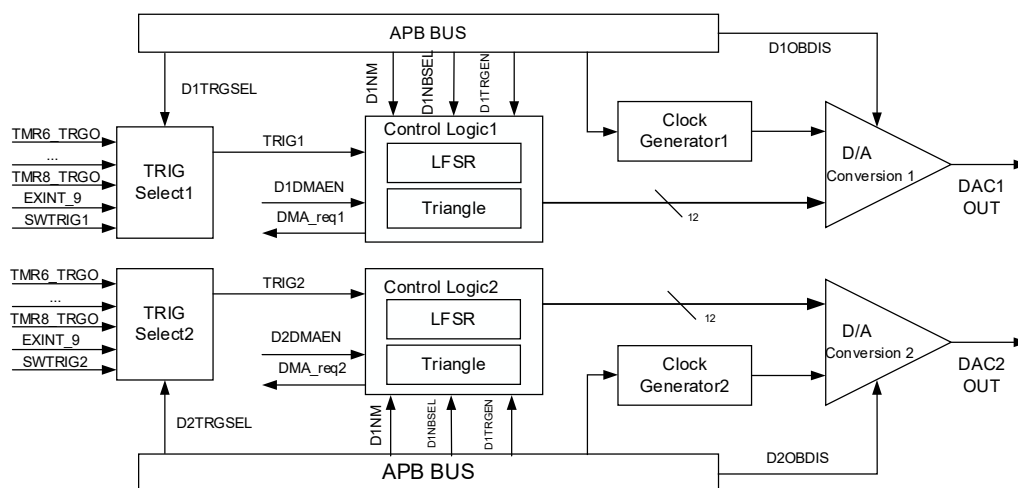 APB BUS
D1OBDIS
D1TRGSEL
D1NM
D1NBSEL
D1TRGEN
TMR6_TRGO
...
TMR8_TRGO
EXINT_9
SWTRIG1
TRIG
Select1
TRIG1
D1DMAEN
DMA_req1
Control Logic1
LFSR
Triangle
Clock
Generator1
12
D/A
Conversion 1
DAC1
OUT
TMR6_TRGO
...
TMR8_TRGO
EXINT_9
SWTRIG2
TRIG
Select2
TRIG2
D2DMAEN
DMA_req2
Control Logic2
LFSR
Triangle
12
Clock
Generator2
D/A
Conversion 2
DAC2
OUT
D2TRGSEL
D1NM
D1NBSEL
D1TRGEN
D2OBDIS
APB BUS